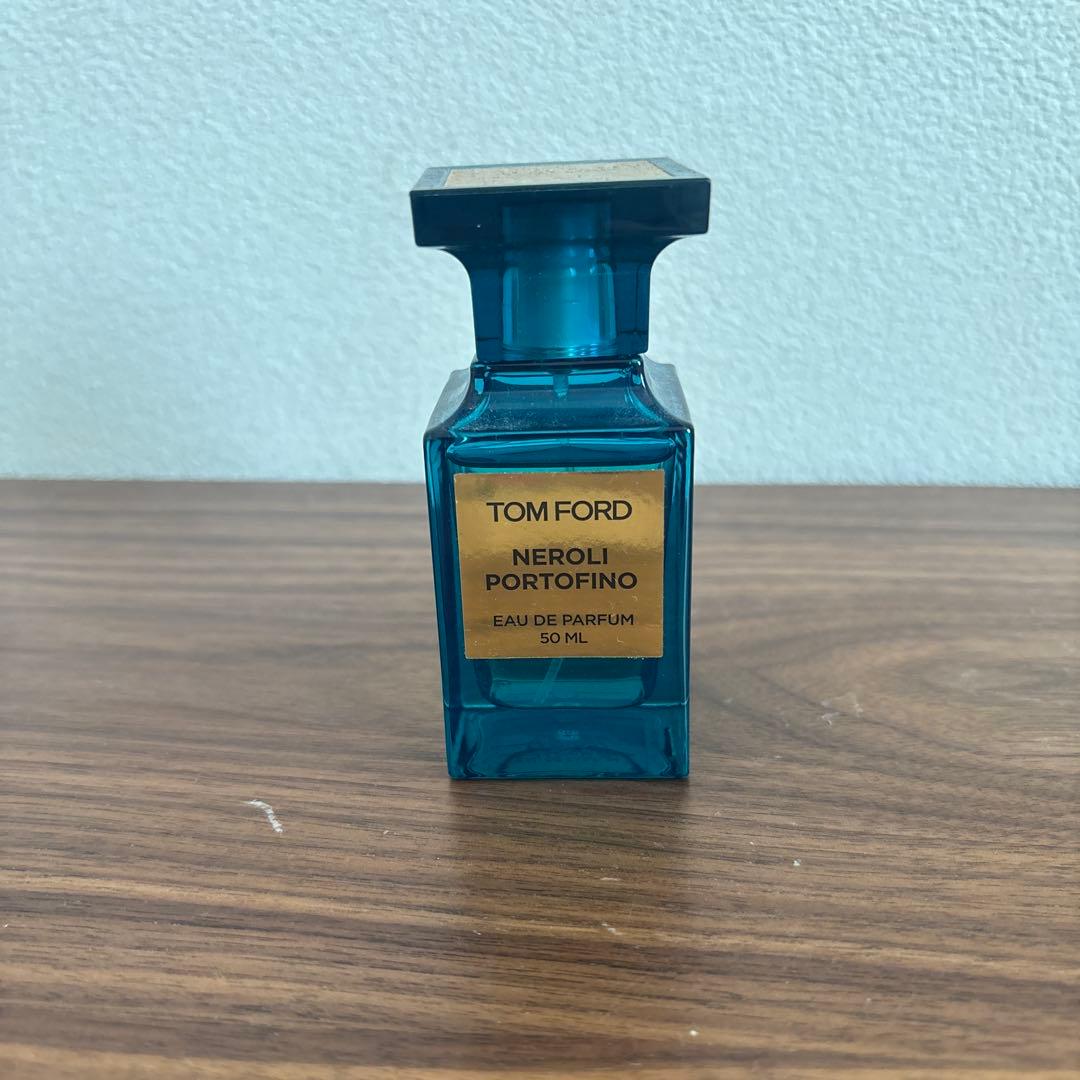 TOM FORD
NEROLI
PORTOFINO
EAU DE PARFUM
50 ML